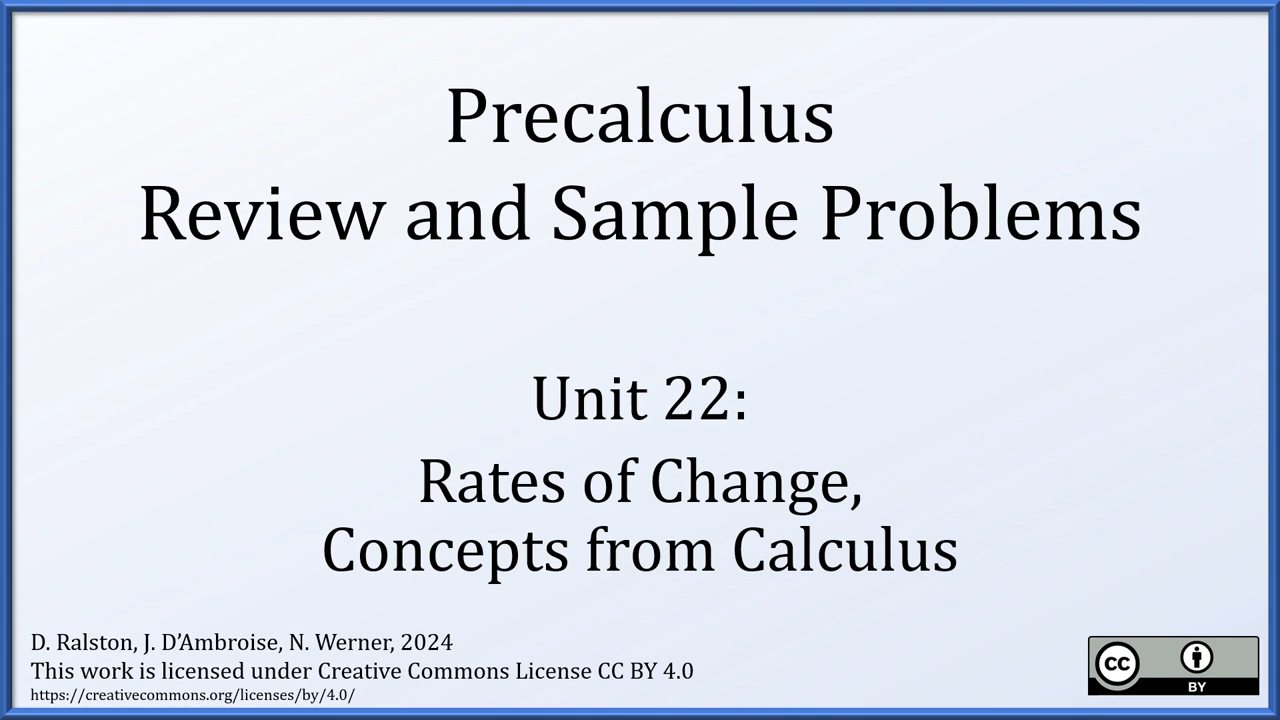 Precalculus
Review and Sample Problems
Unit 22:
Rates of Change,
Concepts from Calculus
D. Ralston, J. D’Ambroise, N. Werner, 2024
This work is licensed under Creative Commons License CC BY 4.0
https://creativecommons.org/licenses/by/4.0/
cc
BY